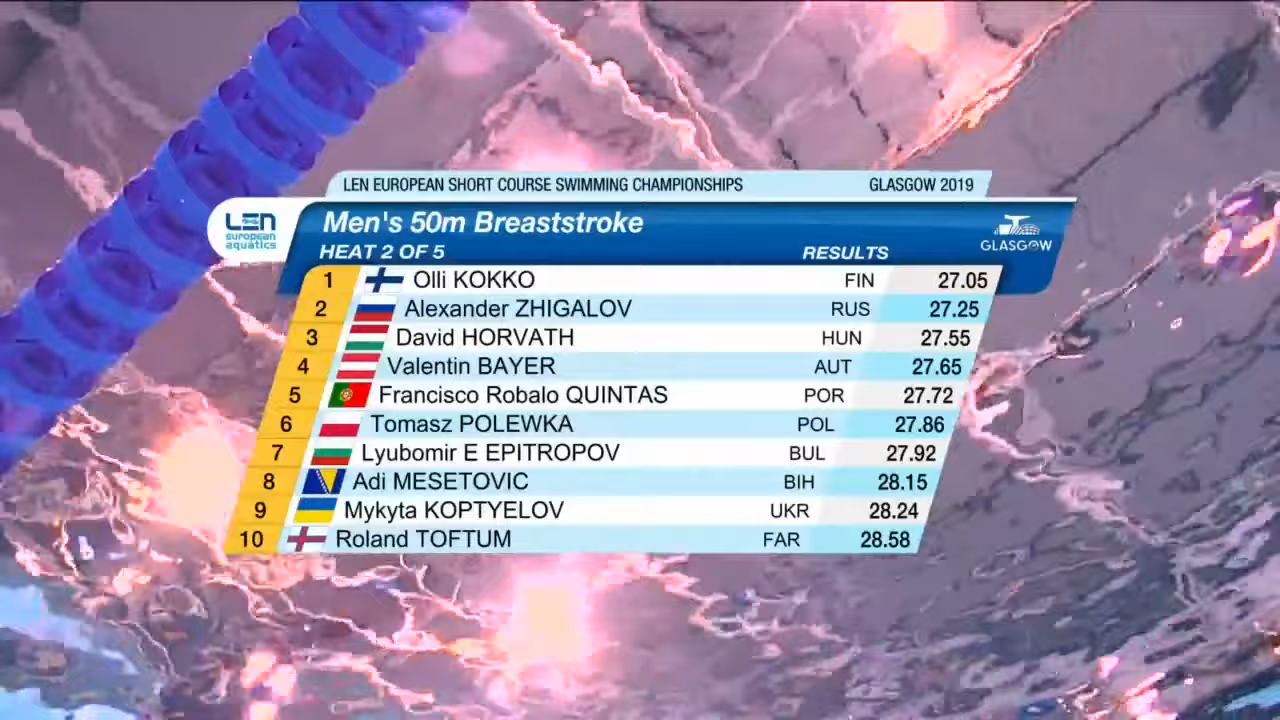 LEN EUROPEAN SHORT COURSE SWIMMING CHAMPIONSHIPS GLASGOW 2019
LEN
european
aquatics
Men's 50m Breaststroke
HEAT 2 OF 5 RESULTS
GLASGOW
1 Olli KOKKO FIN 27.05
2 Alexander ZHIGALOV RUS 27.25
3 David HORVATH HUN 27.55
4 Valentin BAYER AUT 27.65
5 Francisco Robalo QUINTAS POR 27.72
6 Tomasz POLEWKA POL 27.86
7 Lyubomir E EPITROPOV BUL 27.92
8 Adi MESETOVIC BIH 28.15
9 Mykyta KOPTYELOV UKR 28.24
10 Roland TOFTUM FAR 28.58